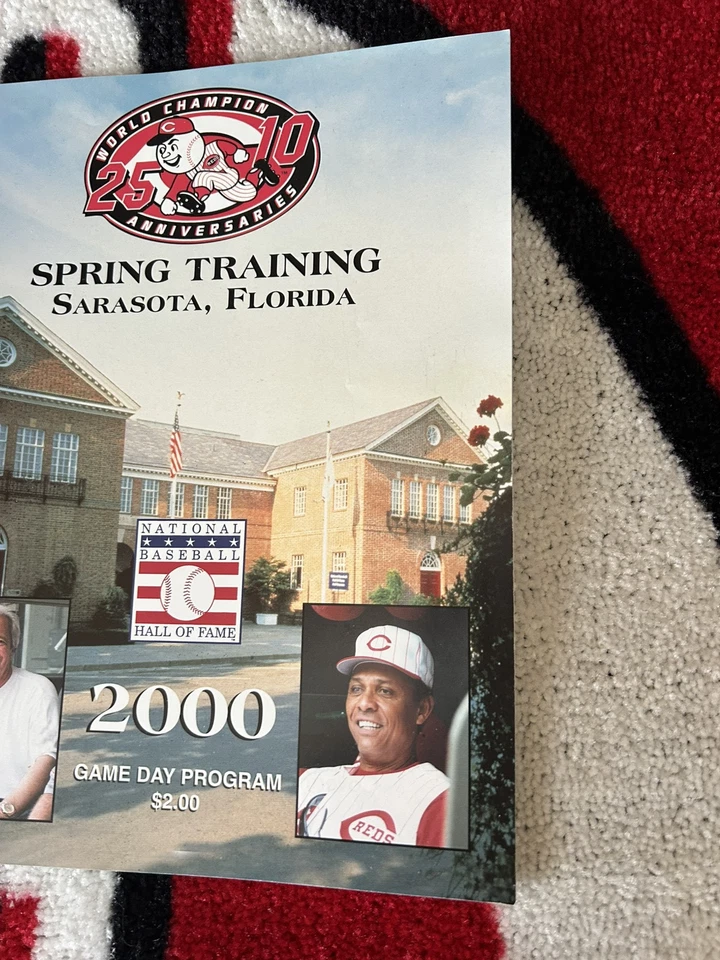 WORLD CHAMPION
25 10
ANNIVERSARIES
SPRING TRAINING
SARASOTA, FLORIDA
NATIONAL
BASEBALL
HALL OF FAME
2000
GAME DAY PROGRAM
$2.00
C
REDS